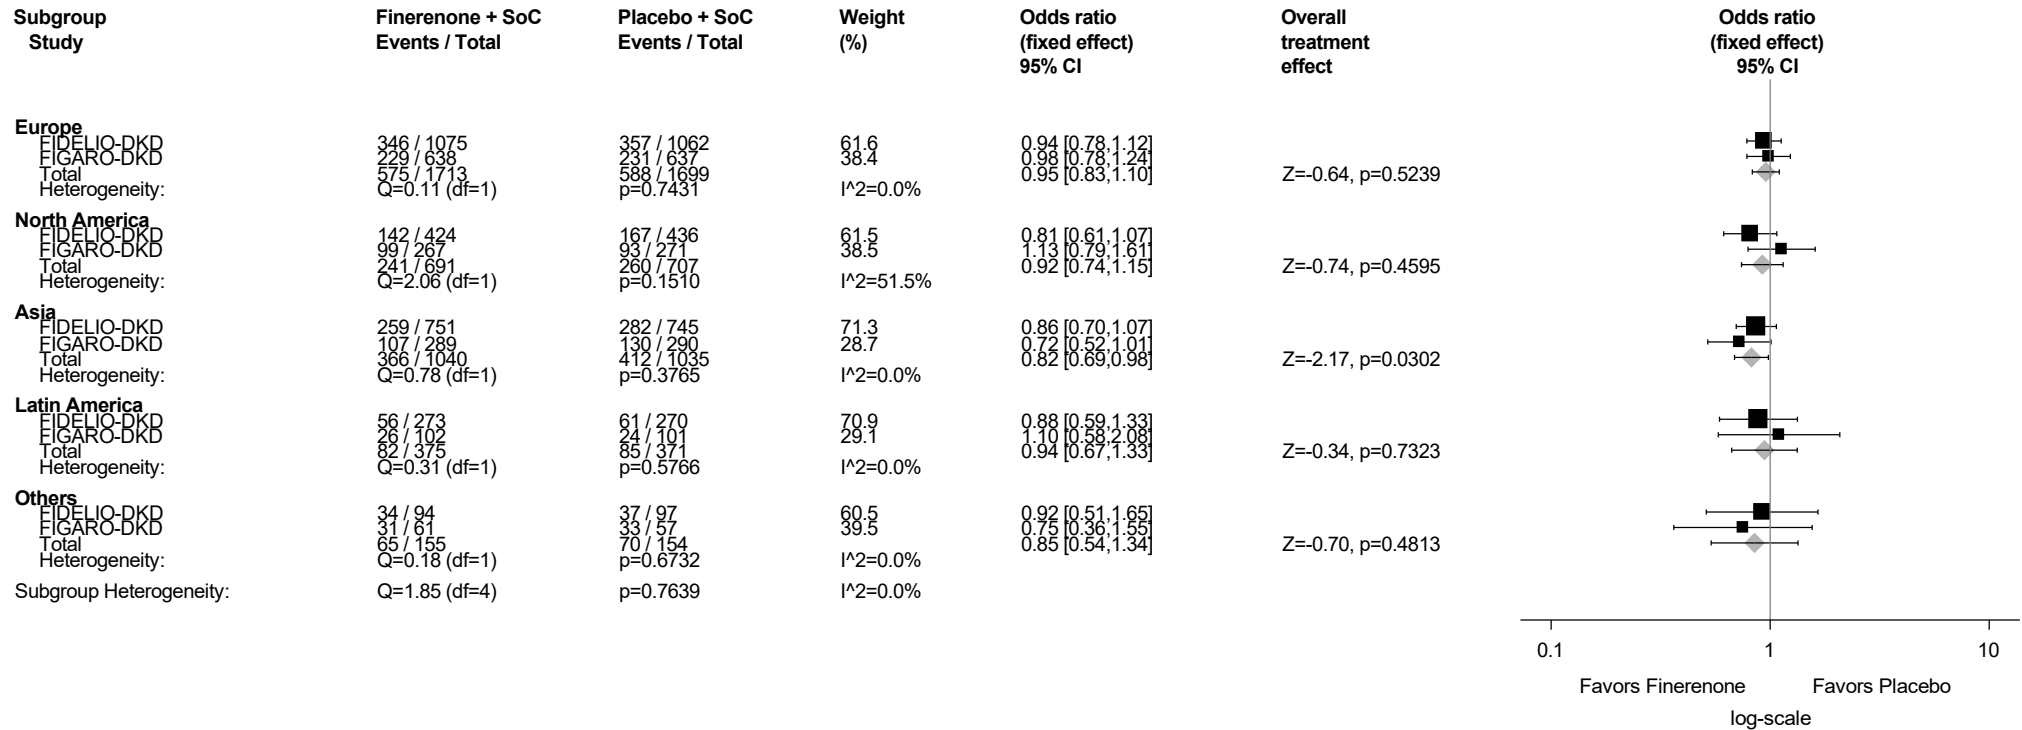 Subgroup Finerenone + SoC Placebo + SoC Weight Odds ratio Overall Odds ratio
Study Events / Total Events / Total (%) (fixed effect) treatment (fixed effect)
95% CI effect 95% CI
Europe
FIDELIO-DKD 346 / 1075 357 / 1062 61.6 0.94 [0.78,1.12]
FIGARO-DKD 229 / 638 231 / 637 38.4 0.98 [0.78,1.24]
Total 575 / 1713 588 / 1699 0.95 [0.83,1.10] Z=-0.64, p=0.5239
Heterogeneity: Q=0.11 (df=1) p=0.7431 I^2=0.0%
North America
FIDELIO-DKD 142 / 424 167 / 436 61.5 0.81 [0.61,1.07]
FIGARO-DKD 99 / 267 93 / 271 38.5 1.13 [0.79,1.61]
Total 241 / 691 260 / 707 0.92 [0.74,1.15] Z=-0.74, p=0.4595
Heterogeneity: Q=2.06 (df=1) p=0.1510 I^2=51.5%
Asia
FIDELIO-DKD 259 / 751 282 / 745 71.3 0.86 [0.70,1.07]
FIGARO-DKD 107 / 289 130 / 290 28.7 0.72 [0.52,1.01]
Total 366 / 1040 412 / 1035 0.82 [0.69,0.98] Z=-2.17, p=0.0302
Heterogeneity: Q=0.78 (df=1) p=0.3765 I^2=0.0%
Latin America
FIDELIO-DKD 56 / 273 61 / 270 70.9 0.88 [0.59,1.33]
FIGARO-DKD 26 / 102 24 / 101 29.1 1.10 [0.58,2.08]
Total 82 / 375 85 / 371 0.94 [0.67,1.33] Z=-0.34, p=0.7323
Heterogeneity: Q=0.31 (df=1) p=0.5766 I^2=0.0%
Others
FIDELIO-DKD 34 / 94 37 / 97 60.5 0.92 [0.51,1.65]
FIGARO-DKD 31 / 61 33 / 57 39.5 0.75 [0.36,1.55]
Total 65 / 155 70 / 154 0.85 [0.54,1.34] Z=-0.70, p=0.4813
Heterogeneity: Q=0.18 (df=1) p=0.6732 I^2=0.0%
Subgroup Heterogeneity: Q=1.85 (df=4) p=0.7639 I^2=0.0%
0.1 1 10
Favors Finerenone Favors Placebo
log-scale